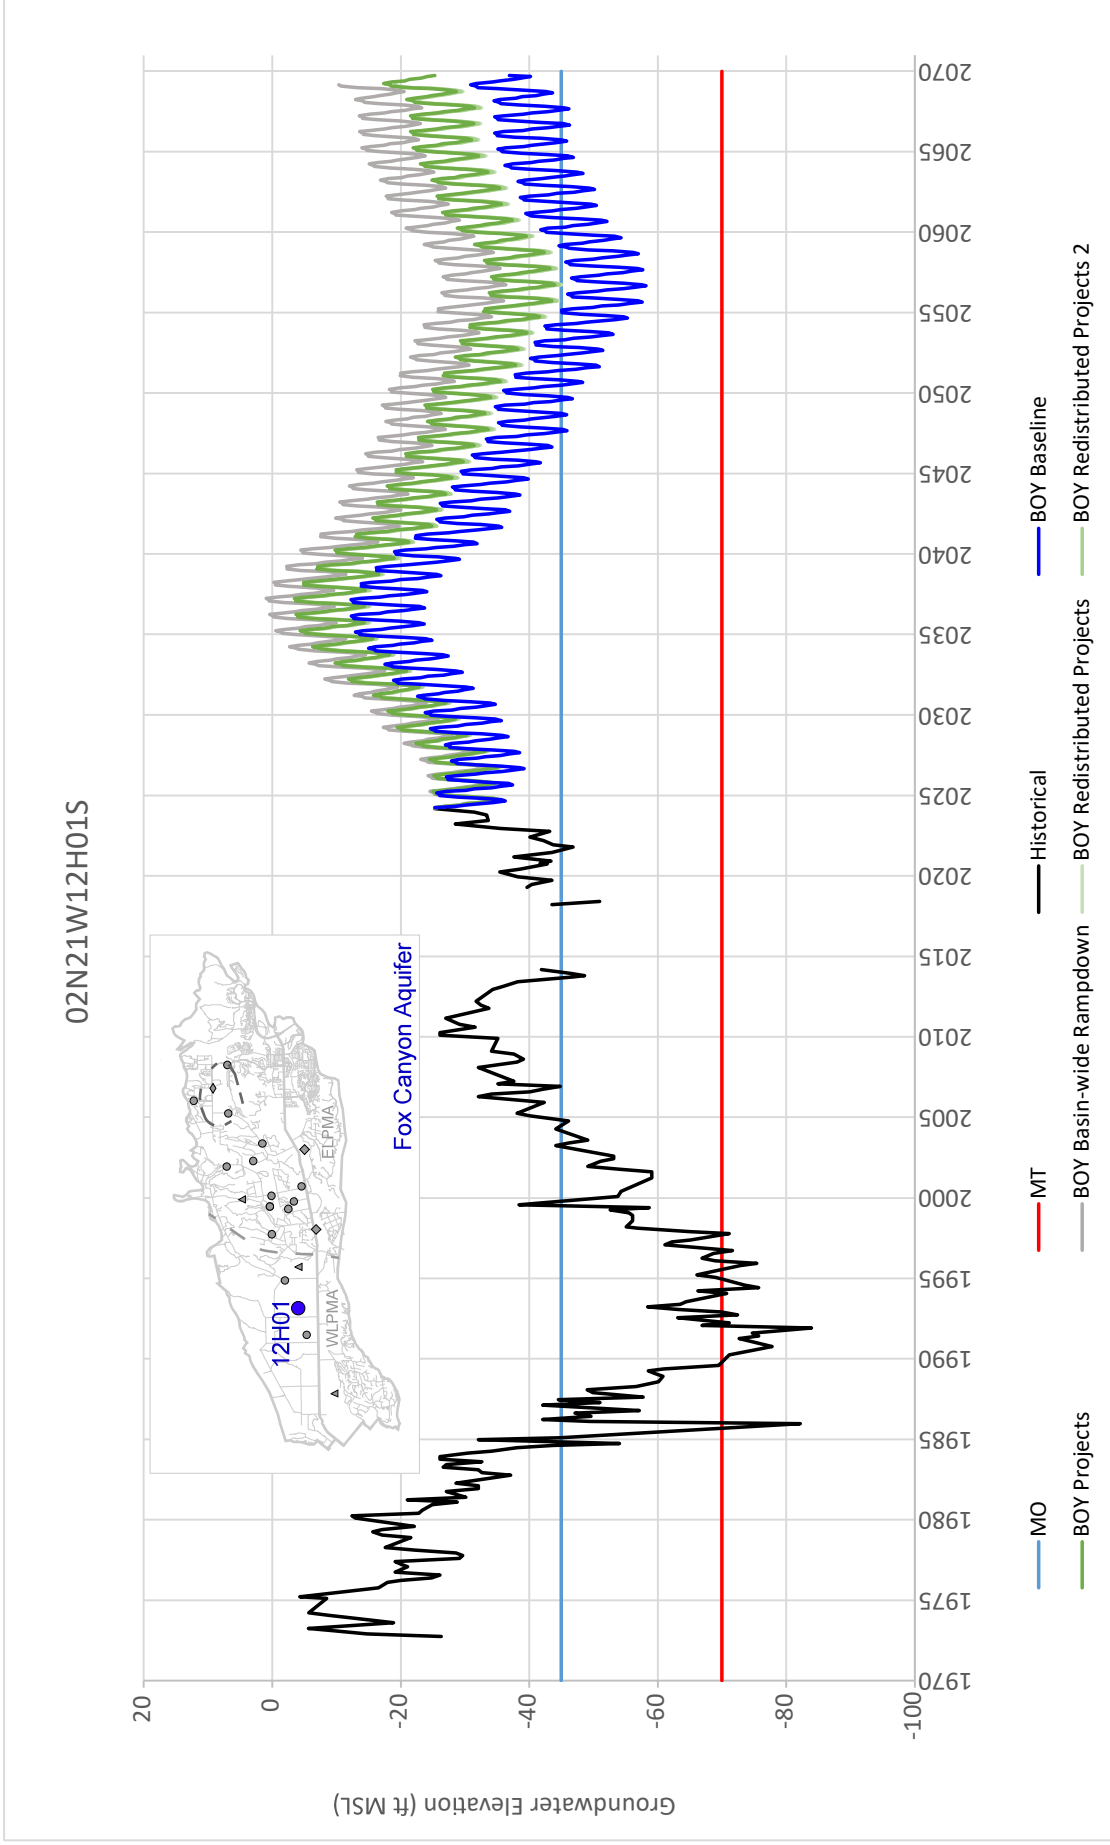 02N21W12H01S
Groundwater Elevation (ft MSL)
20
0
-20
-40
-60
-80
-100
1970
1975
1980
1985
1990
1995
2000
2005
2010
2015
2020
2025
2030
2035
2040
2045
2050
2055
2060
2065
2070
12H01
WLPMA
ELPMA
Fox Canyon Aquifer
MO
MT
Historical
BOY Baseline
BOY Projects
BOY Basin-wide Rampdown
BOY Redistributed Projects
BOY Redistributed Projects 2